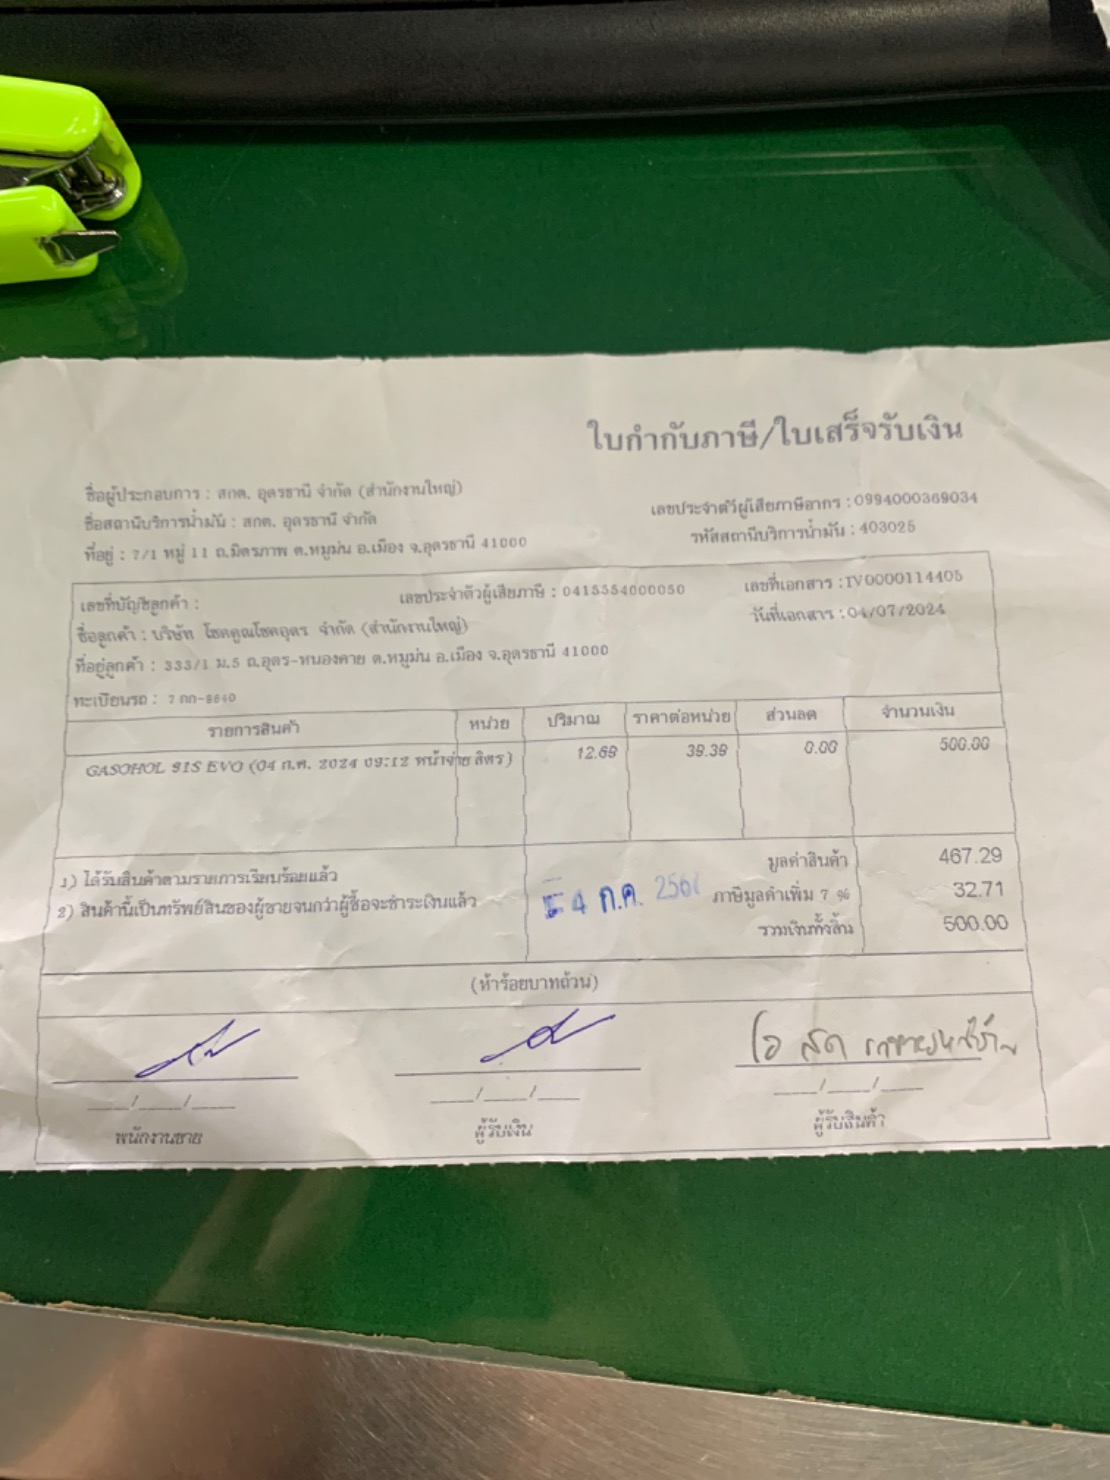 ใบกำกับภาษี/ใบเสร็จรับเงิน
ชื่อผู้ประกอบการ : สกต. อุดรธานี จำกัด (สำนักงานใหญ่)
เลขประจำตัวผู้เสียภาษีอากร : 0994000369034
ชื่อสถานีบริการน้ำมัน : สกต. อุดรธานี จำกัด
รหัสสถานีบริการน้ำมัน : 403025
ที่อยู่ : 7/1 หมู่ 11 ถ.มิตรภาพ ต.หมูม่น อ.เมือง จ.อุดรธานี 41000
เลขที่บัญชีลูกค้า : เลขประจำตัวผู้เสียภาษี : 0415554000050 เลขที่เอกสาร : IV0000114405
ชื่อลูกค้า : บริษัท โชคคูณโชคอุดร จำกัด (สำนักงานใหญ่) วันที่เอกสาร : 04/07/2024
ที่อยู่ลูกค้า : 333/1 ม.5 ถ.อุดร-หนองคาย ต.หมูม่น อ.เมือง จ.อุดรธานี 41000
ทะเบียนรถ :
รายการสินค้า หน่วย ปริมาณ ราคาต่อหน่วย ส่วนลด จำนวนเงิน
GASOHOL 91S EVO (04 ก.ค. 2024 09:12 หน้าจ่าย ลิตร) 12.69 39.39 0.00 500.00
1) ได้รับสินค้าตามรายการเรียบร้อยแล้ว มูลค่าสินค้า 467.29
2) สินค้านี้เป็นทรัพย์สินของผู้ขายจนกว่าผู้ซื้อจะชำระเงินแล้ว 4 ก.ค. ภาษีมูลค่าเพิ่ม 7 % 32.71
รวมเงินทั้งสิ้น 500.00
(ห้าร้อยบาทถ้วน)
โอ สด
___/___/___ ___/___/___ ___/___/___
พนักงานขาย ผู้รับเงิน ผู้รับสินค้า